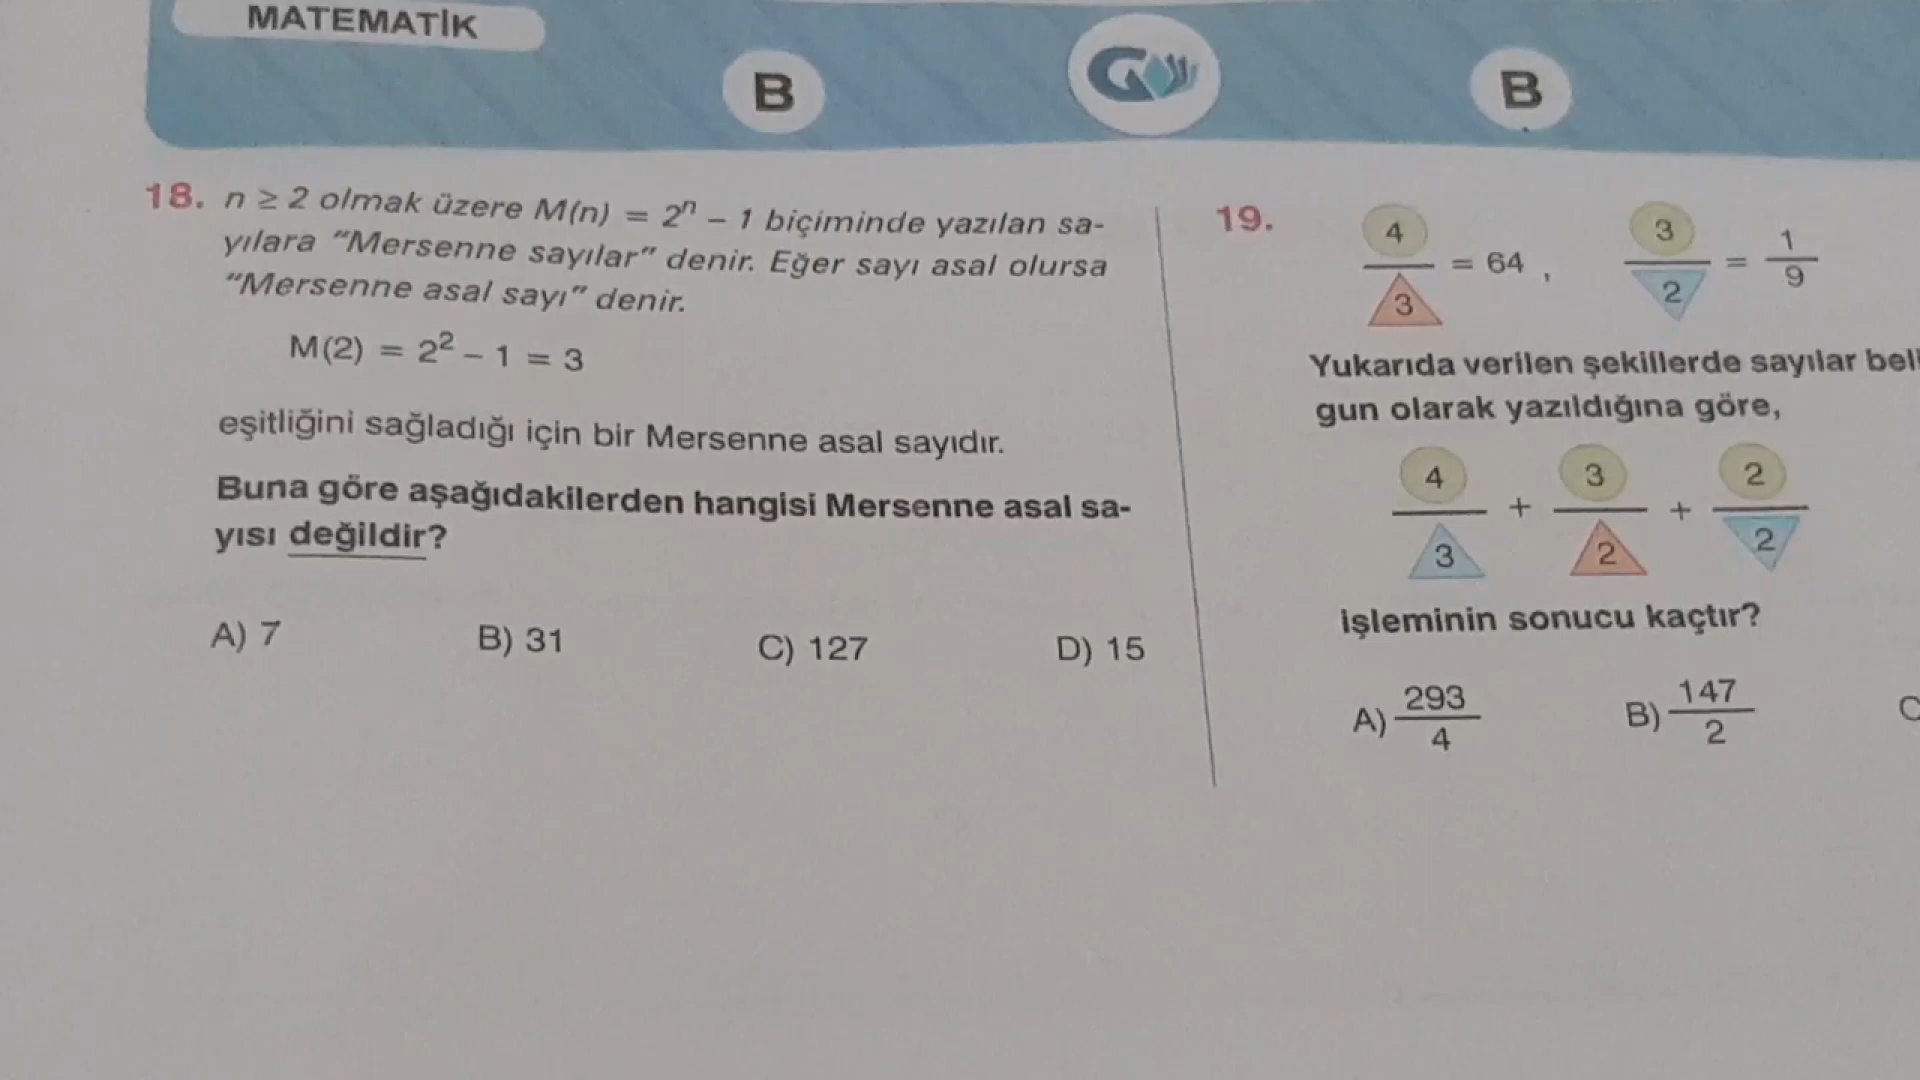 MATEMATİK
B
B
18. n ≥ 2 olmak üzere M(n) = 2ⁿ – 1 biçiminde yazılan sa-
yılara “Mersenne sayılar” denir. Eğer sayı asal olursa
“Mersenne asal sayı” denir.
M(2) = 2² – 1 = 3
eşitliğini sağladığı için bir Mersenne asal sayıdır.
Buna göre aşağıdakilerden hangisi Mersenne asal sa-
yısı değildir?
A) 7 B) 31 C) 127 D) 15
19.
4/3 = 64 , 3/2 = 1/9
Yukarıda verilen şekillerde sayılar beli
gun olarak yazıldığına göre,
4/3 + 3/2 + 2/2
işleminin sonucu kaçtır?
A) 293/4 B) 147/2 C